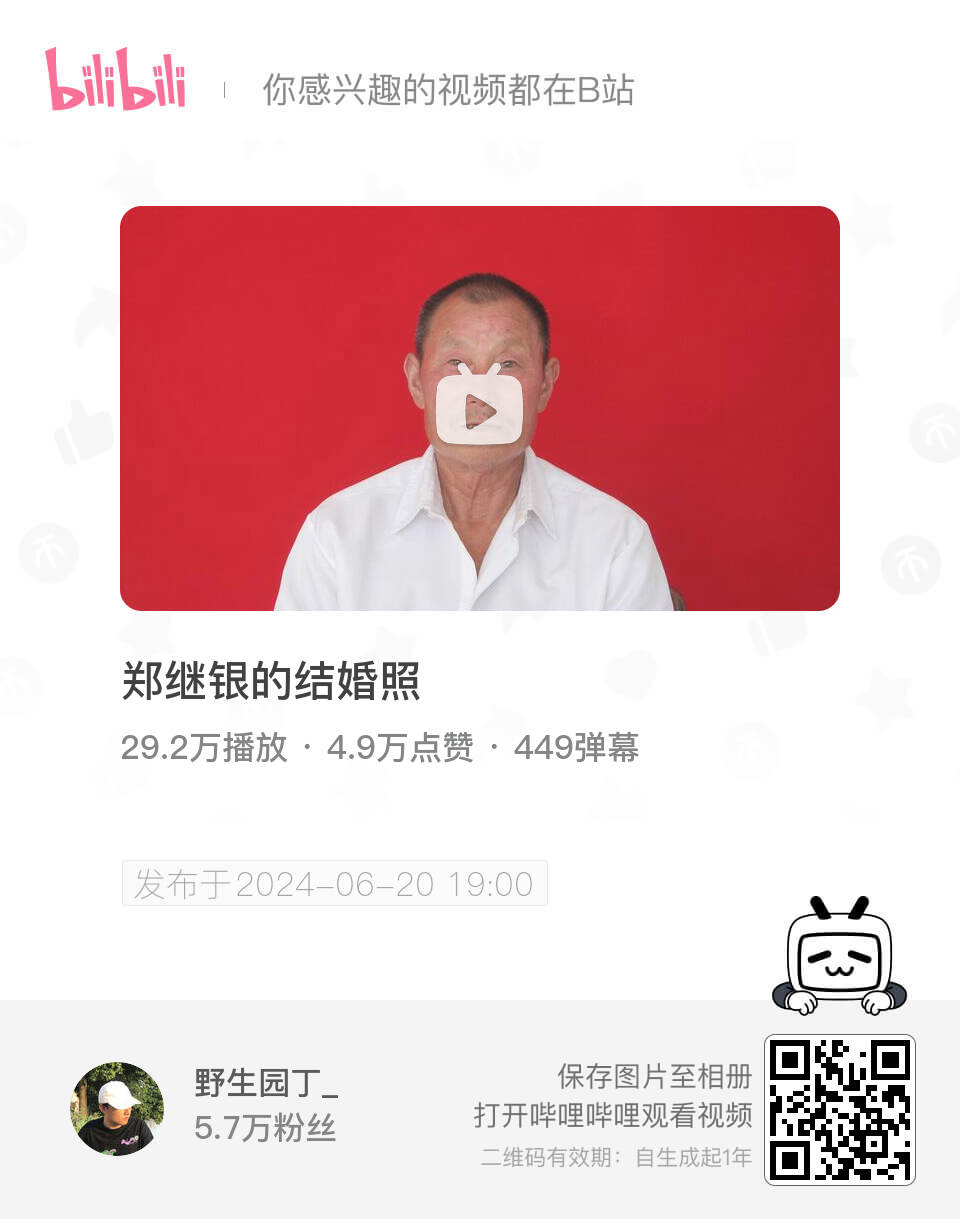 bilibili
你感兴趣的视频都在B站
郑继银的结婚照
29.2万播放 · 4.9万点赞 · 449弹幕
发布于2024-06-20 19:00
野生园丁_
5.7万粉丝
保存图片至相册
打开哔哩哔哩观看视频
二维码有效期：自生成起1年